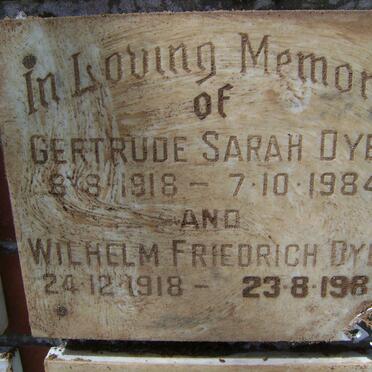 In Loving Memor
of
GERTRUDE SARAH DYE
8·8·1918 – 7·10·1984
AND
WILHELM FRIEDRICH DY
24·12·1918 – 23·8·198